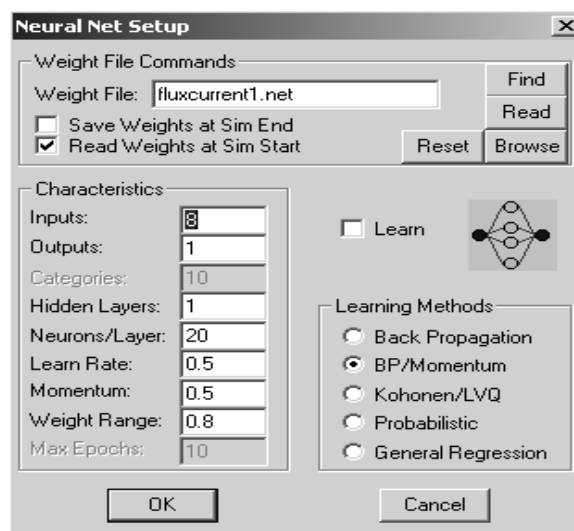 Neural Net Setup
Weight File Commands
Weight File: fluxcurrent1.net
Find
Save Weights at Sim End
Read
Read Weights at Sim Start
Reset
Browse
Characteristics
Inputs: 8
Outputs: 1
Categories: 10
Hidden Layers: 1
Neurons/Layer: 20
Learn Rate: 0.5
Momentum: 0.5
Weight Range: 0.8
Max Epochs: 10
Learn
Learning Methods
Back Propagation
BP/Momentum
Kohonen/LVQ
Probabilistic
General Regression
OK
Cancel